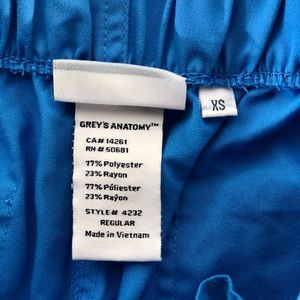 GREY'S ANATOMY™
CA# 14261
RN # 50681
77% Polyester
23% Rayon
77% Póliester
23% Rayón
STYLE# 4232
REGULAR
Made in Vietnam
XS